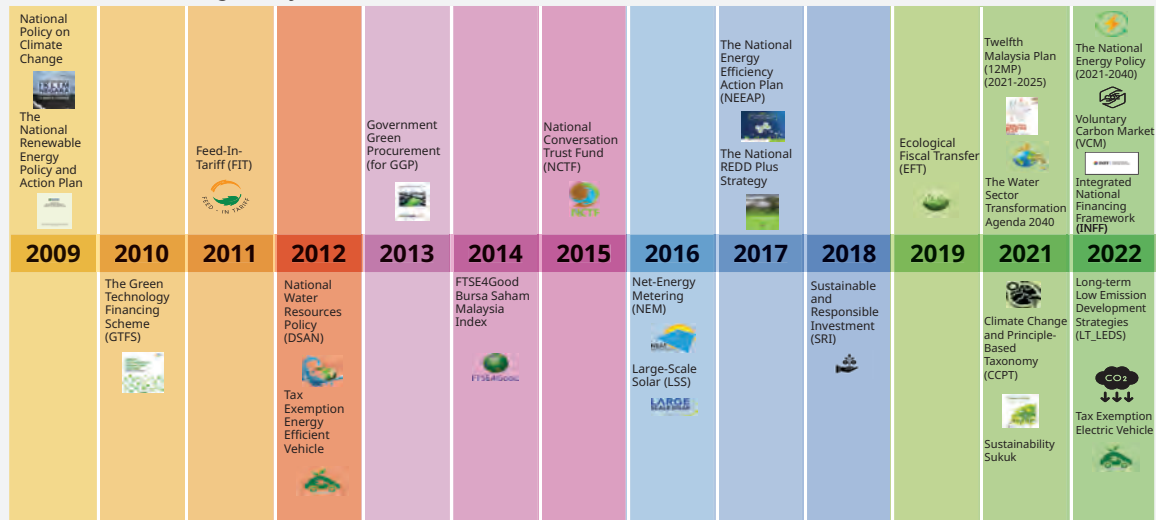 National
Policy on
Climate
Change
IKLIM
NEGARA
The
National
Renewable
Energy
Policy and
Action Plan
Feed-In-
Tariff (FIT)
FEED - IN TARIFF
Government
Green
Procurement
(for GGP)
National
Conversation
Trust Fund
(NCTF)
NCTF
The National
Energy
Efficiency
Action Plan
(NEEAP)
The National
REDD Plus
Strategy
Ecological
Fiscal Transfer
(EFT)
Twelfth
Malaysia Plan
(12MP)
(2021-2025)
The Water
Sector
Transformation
Agenda 2040
The National
Energy Policy
(2021-2040)
Voluntary
Carbon Market
(VCM)
Integrated
National
Financing
Framework
(INFF)
2009 2010 2011 2012 2013 2014 2015 2016 2017 2018 2019 2021 2022
The Green
Technology
Financing
Scheme
(GTFS)
National
Water
Resources
Policy
(DSAN)
Tax
Exemption
Energy
Efficient
Vehicle
FTSE4Good
Bursa Saham
Malaysia
Index
FTSE4Good
Net-Energy
Metering
(NEM)
Large-Scale
Solar (LSS)
LARGE
SCALE SOLAR
Sustainable
and
Responsible
Investment
(SRI)
Climate Change
and Principle-
Based
Taxonomy
(CCPT)
Sustainability
Sukuk
Long-term
Low Emission
Development
Strategies
(LT_LEDS)
CO2
Tax Exemption
Electric Vehicle